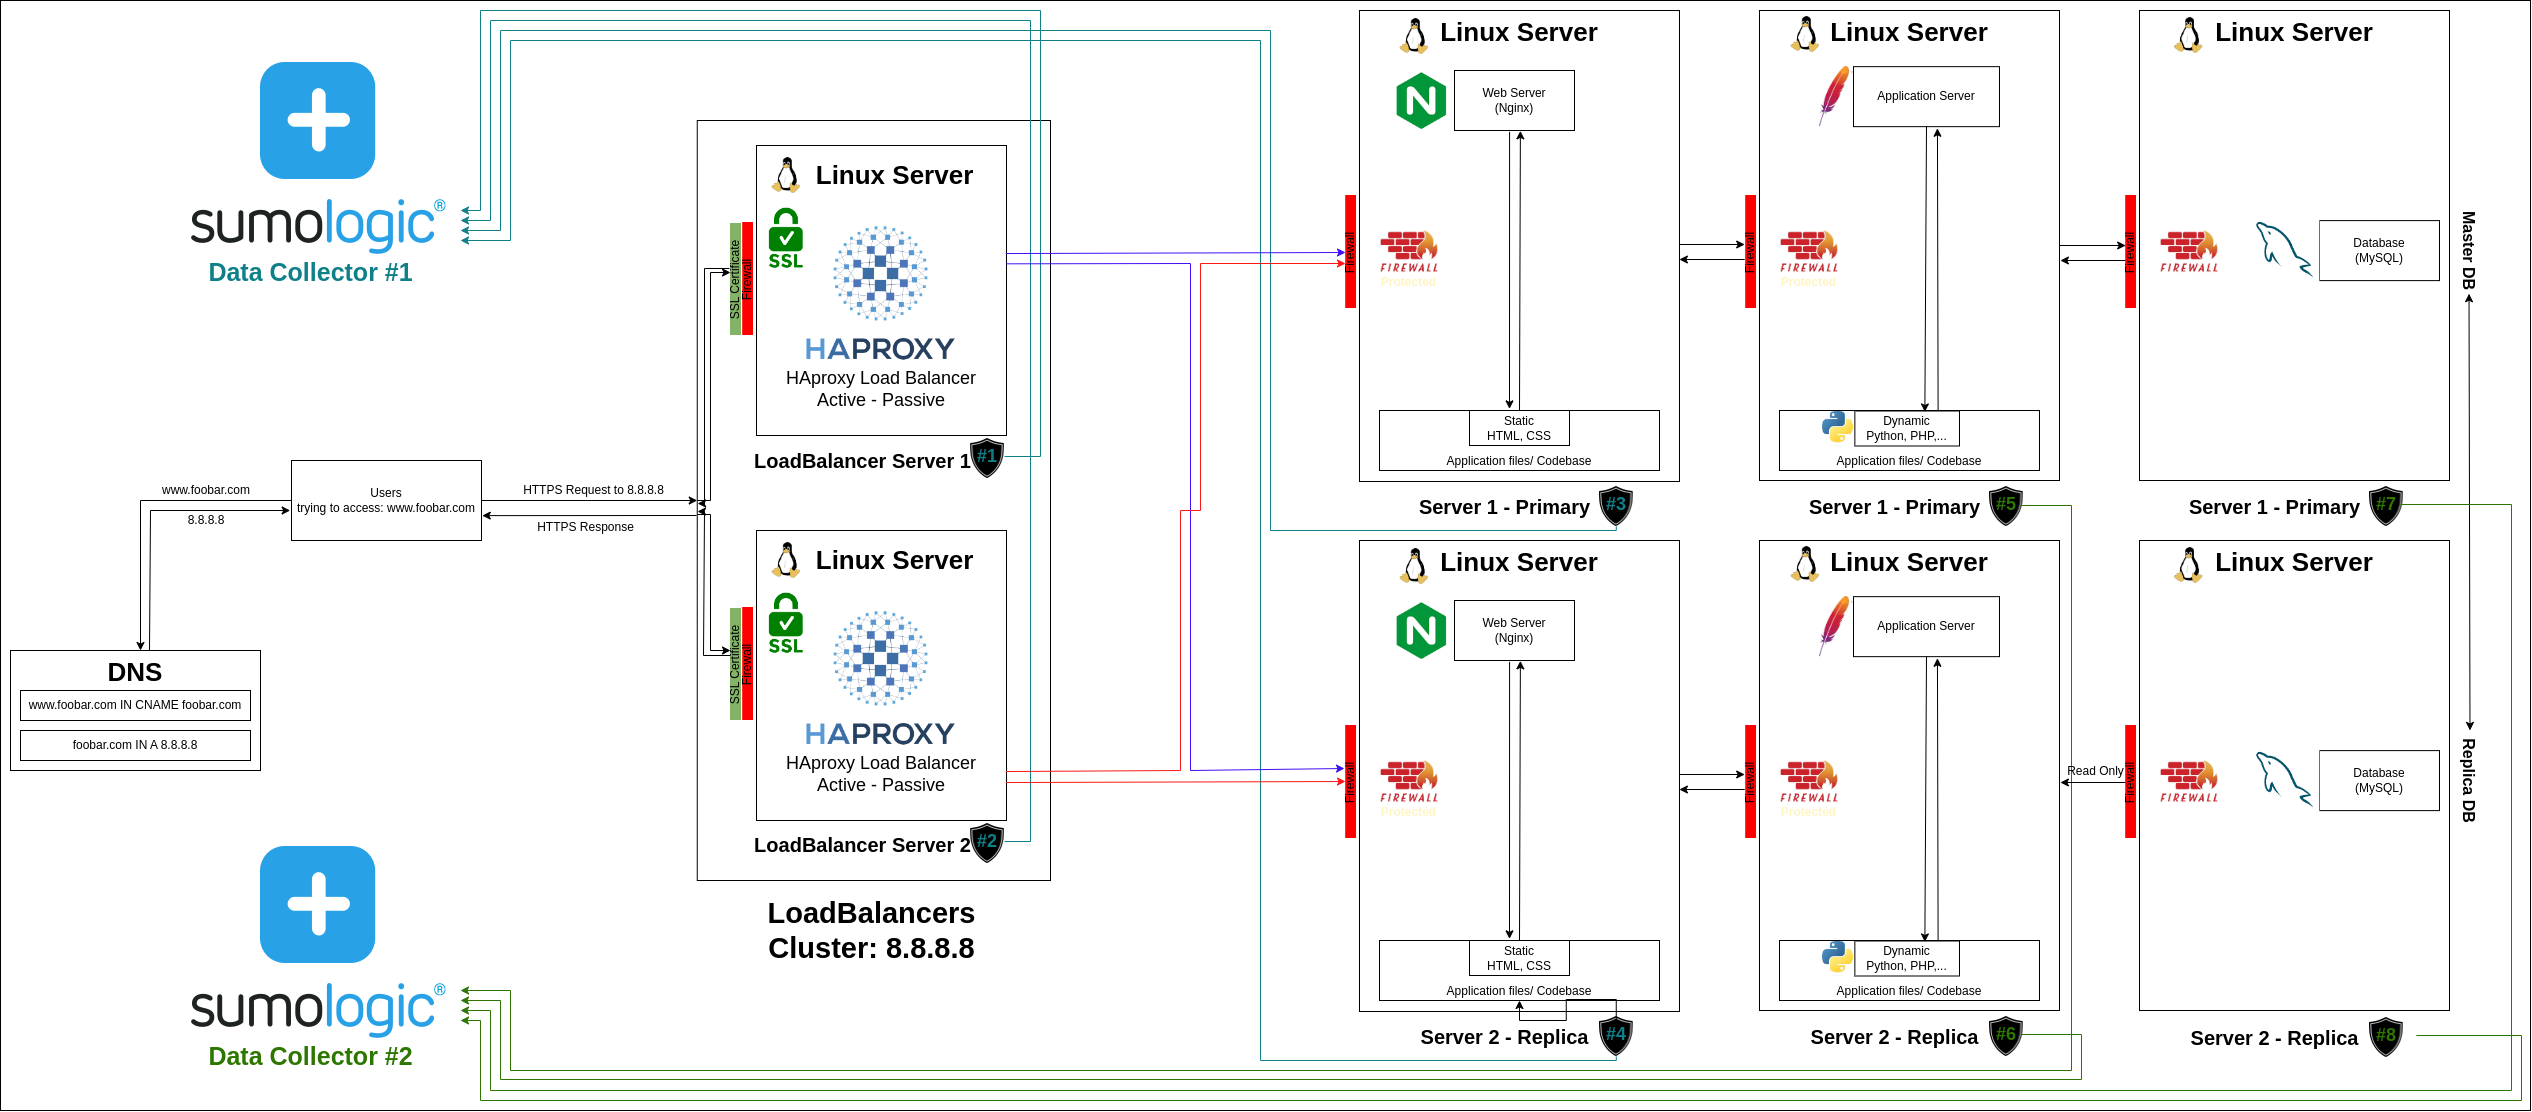 sumologic®
Data Collector #1
Users
trying to access: www.foobar.com
www.foobar.com
8.8.8.8
HTTPS Request to 8.8.8.8
HTTPS Response
DNS
www.foobar.com IN CNAME foobar.com
foobar.com IN A 8.8.8.8
sumologic®
Data Collector #2
Linux Server
SSL Certificate
Firewall
SSL
HAPROXY
HAproxy Load Balancer
Active - Passive
LoadBalancer Server 1
#1
Linux Server
SSL Certificate
Firewall
SSL
HAPROXY
HAproxy Load Balancer
Active - Passive
LoadBalancer Server 2
#2
LoadBalancers
Cluster: 8.8.8.8
Linux Server
Web Server
(Nginx)
Firewall
FIREWALL
Protected
Static
HTML, CSS
Application files/ Codebase
Server 1 - Primary
#3
Linux Server
Application Server
Firewall
FIREWALL
Protected
Dynamic
Python, PHP,...
Application files/ Codebase
Server 1 - Primary
#5
Linux Server
Firewall
FIREWALL
Database
(MySQL)
Master DB
Server 1 - Primary
#7
Linux Server
Web Server
(Nginx)
Firewall
FIREWALL
Protected
Static
HTML, CSS
Application files/ Codebase
Server 2 - Replica
#4
Linux Server
Application Server
Firewall
FIREWALL
Protected
Dynamic
Python, PHP,...
Application files/ Codebase
Server 2 - Replica
#6
Linux Server
Read Only
Firewall
FIREWALL
Database
(MySQL)
Replica DB
Server 2 - Replica
#8